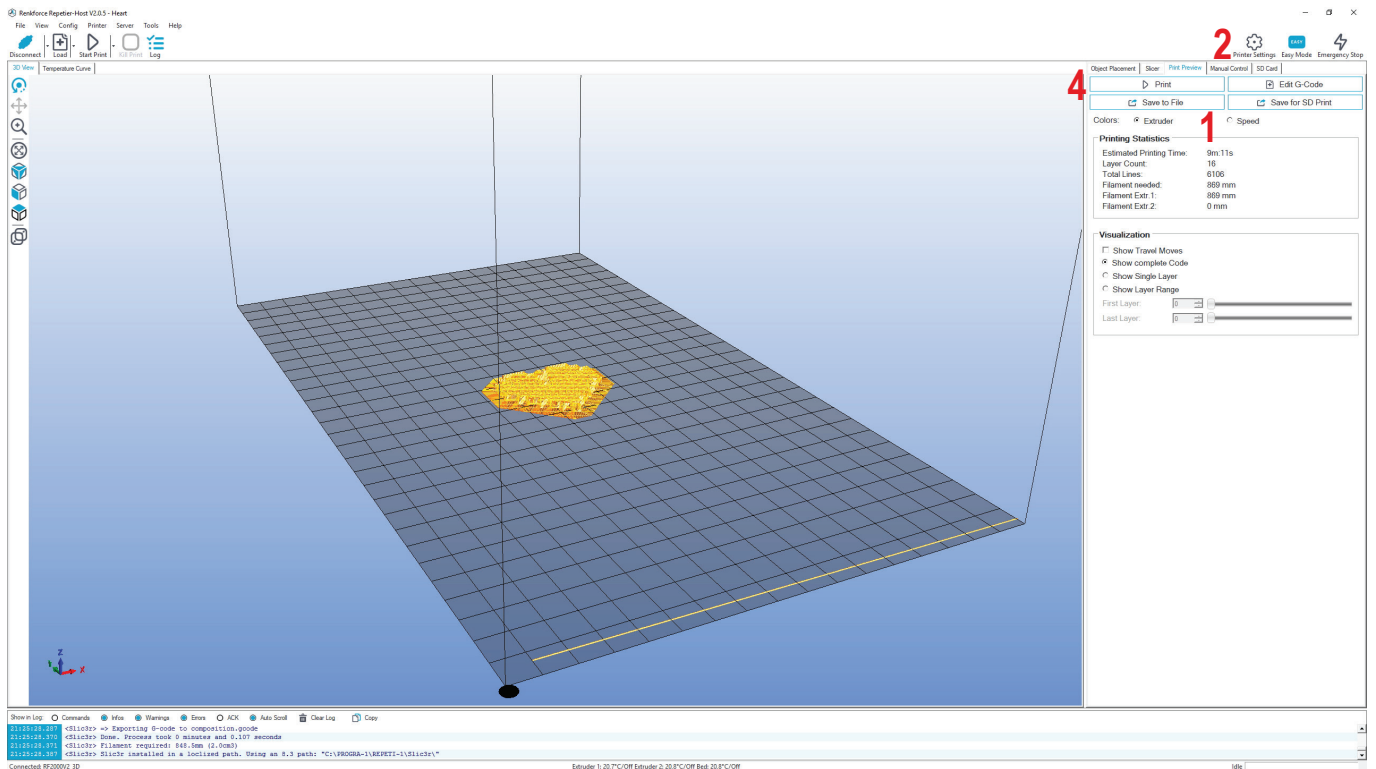 Renkforce Repetier-Host V2.0.5 - Heart
File View Config Printer Server Tools Help
Disconnect Load Start Print Kill Print Log
2
Printer Settings Easy Mode Emergency Stop
3D View Temperature Curve
Object Placement Slicer Print Preview Manual Control SD Card
4
Print Edit G-Code
Save to File Save for SD Print
Colors: Extruder 1 Speed
Printing Statistics
Estimated Printing Time: 9m:11s
Layer Count: 16
Total Lines: 6106
Filament needed: 869 mm
Filament Extr.1: 869 mm
Filament Extr.2: 0 mm
Visualization
Show Travel Moves
Show complete Code
Show Single Layer
Show Layer Range
First Layer: 0
Last Layer: 0
Z
Y
X
Show in Log: Commands Infos Warnings Errors ACK Auto Scroll Clear Log Copy
21:25:28.287 <Slic3r> => Exporting G-code to composition.gcode
21:25:28.370 <Slic3r> Done. Process took 0 minutes and 0.107 seconds
21:25:28.371 <Slic3r> Filament required: 848.5mm (2.0cm3)
21:25:28.387 <Slic3r> Slic3r installed in a loclized path. Using an 8.3 path: "C:\PROGRA~1\REPETI~1\Slic3r\"
Connected: RF2000V2_3D Extruder 1: 20.7°C/Off Extruder 2: 20.8°C/Off Bed: 20.8°C/Off Idle